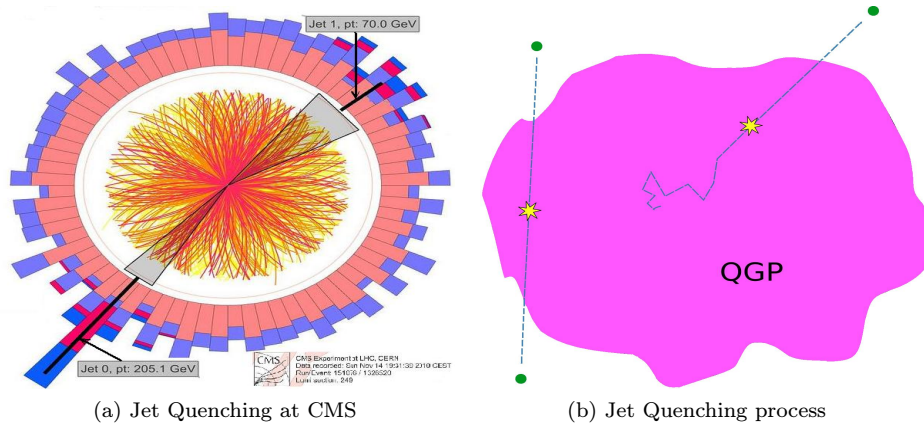 Jet 1, pt: 70.0 GeV
Jet 0, pt: 205.1 GeV
CMS
CMS Experiment at LHC, CERN
Data recorded: Sun Nov 14 19:31:39 2010 CEST
Run/Event: 151076 / 1328520
Lumi section: 249
QGP
(a) Jet Quenching at CMS
(b) Jet Quenching process